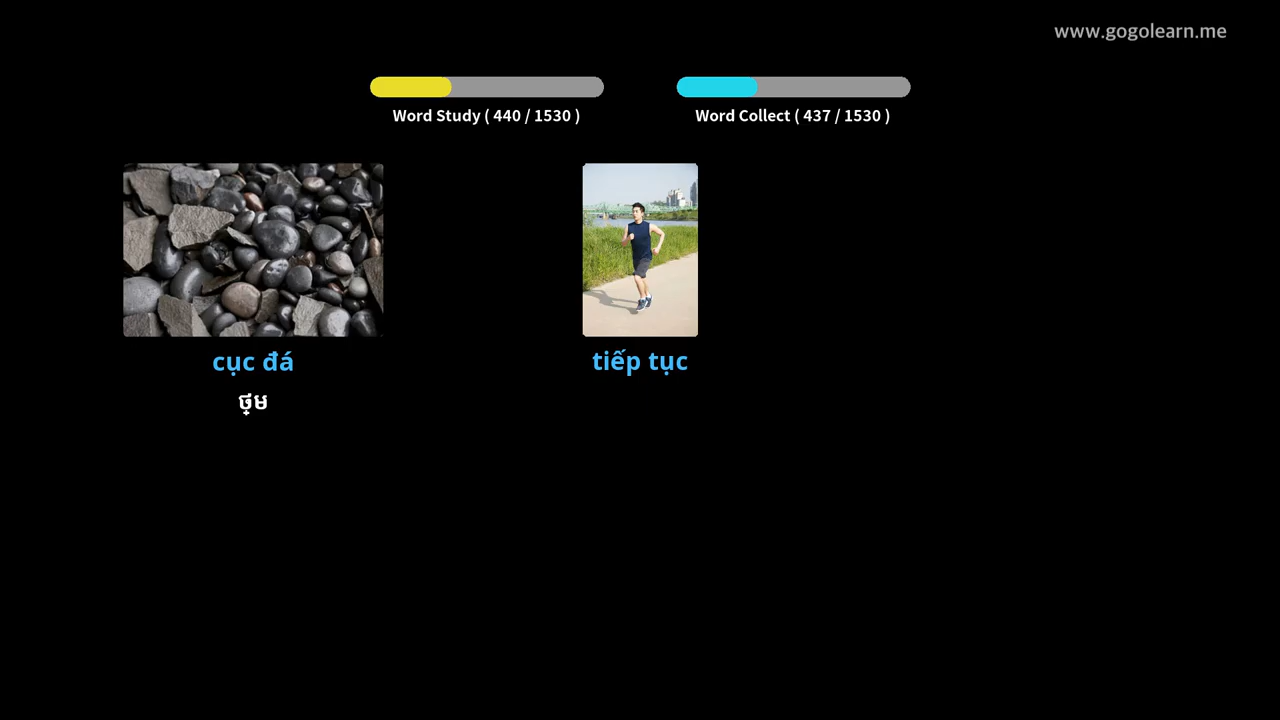 www.gogolearn.me
Word Study ( 440 / 1530 )
Word Collect ( 437 / 1530 )
cục đá
ថ្ម
tiếp tục